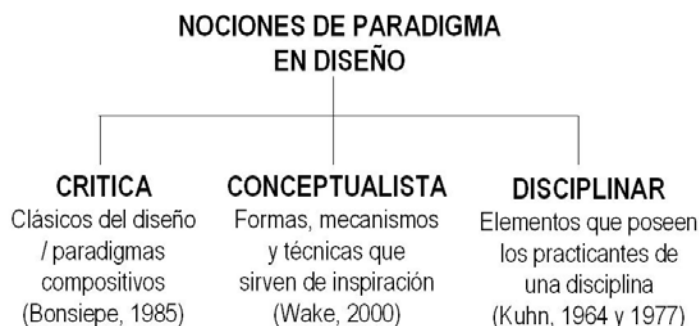 NOCIONES DE PARADIGMA
EN DISEÑO
CRITICA
Clásicos del diseño
/ paradigmas
compositivos
(Bonsiepe, 1985)
CONCEPTUALISTA
Formas, mecanismos
y técnicas que
sirven de inspiración
(Wake, 2000)
DISCIPLINAR
Elementos que poseen
los practicantes de
una disciplina
(Kuhn, 1964 y 1977)